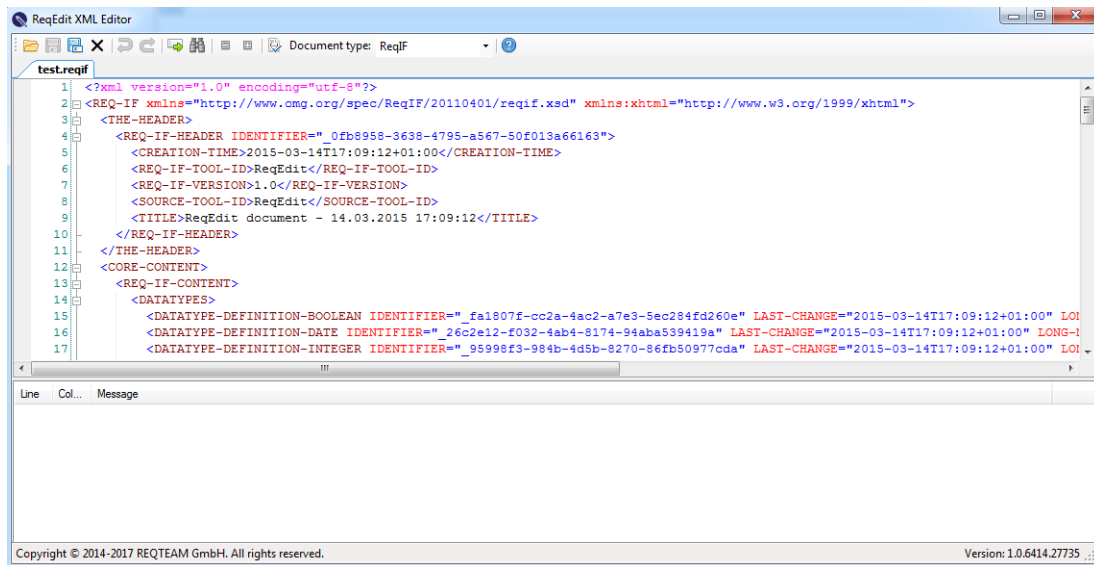 ReqEdit XML Editor
Document type: ReqIF
test.reqif
1 <?xml version="1.0" encoding="utf-8"?>
2 <REQ-IF xmlns="http://www.omg.org/spec/ReqIF/20110401/reqif.xsd" xmlns:xhtml="http://www.w3.org/1999/xhtml">
3 <THE-HEADER>
4 <REQ-IF-HEADER IDENTIFIER="_0fb8958-3638-4795-a567-50f013a66163">
5 <CREATION-TIME>2015-03-14T17:09:12+01:00</CREATION-TIME>
6 <REQ-IF-TOOL-ID>ReqEdit</REQ-IF-TOOL-ID>
7 <REQ-IF-VERSION>1.0</REQ-IF-VERSION>
8 <SOURCE-TOOL-ID>ReqEdit</SOURCE-TOOL-ID>
9 <TITLE>ReqEdit document - 14.03.2015 17:09:12</TITLE>
10 </REQ-IF-HEADER>
11 </THE-HEADER>
12 <CORE-CONTENT>
13 <REQ-IF-CONTENT>
14 <DATATYPES>
15 <DATATYPE-DEFINITION-BOOLEAN IDENTIFIER="_fa1807f-cc2a-4ac2-a7e3-5ec284fd260e" LAST-CHANGE="2015-03-14T17:09:12+01:00" LO
16 <DATATYPE-DEFINITION-DATE IDENTIFIER="_26c2e12-f032-4ab4-8174-94aba539419a" LAST-CHANGE="2015-03-14T17:09:12+01:00" LONG-
17 <DATATYPE-DEFINITION-INTEGER IDENTIFIER="_95998f3-984b-4d5b-8270-86fb50977cda" LAST-CHANGE="2015-03-14T17:09:12+01:00" LO
Line Col... Message
Copyright © 2014-2017 REQTEAM GmbH. All rights reserved. Version: 1.0.6414.27735